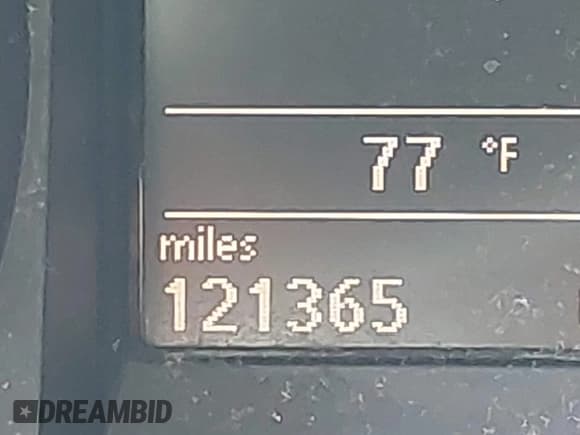 77 °F
miles
121365
DREAMBID